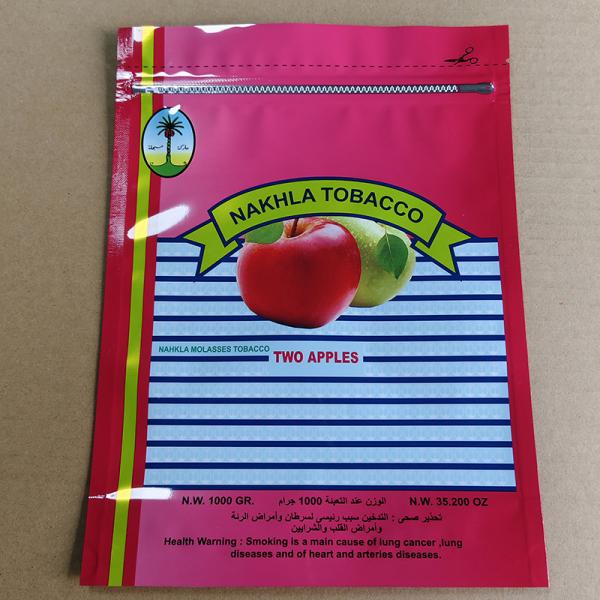 NAKHLA TOBACCO
NAHKLA MOLASSES TOBACCO
TWO APPLES
N.W. 1000 GR. الوزن عند التعبئة 1000 جرام N.W. 35.200 OZ
تحذير صحى : التدخين سبب رئيسى لسرطان وأمراض الرئة
وأمراض القلب والشرايين
Health Warning : Smoking is a main cause of lung cancer ,lung
diseases and of heart and arteries diseases.